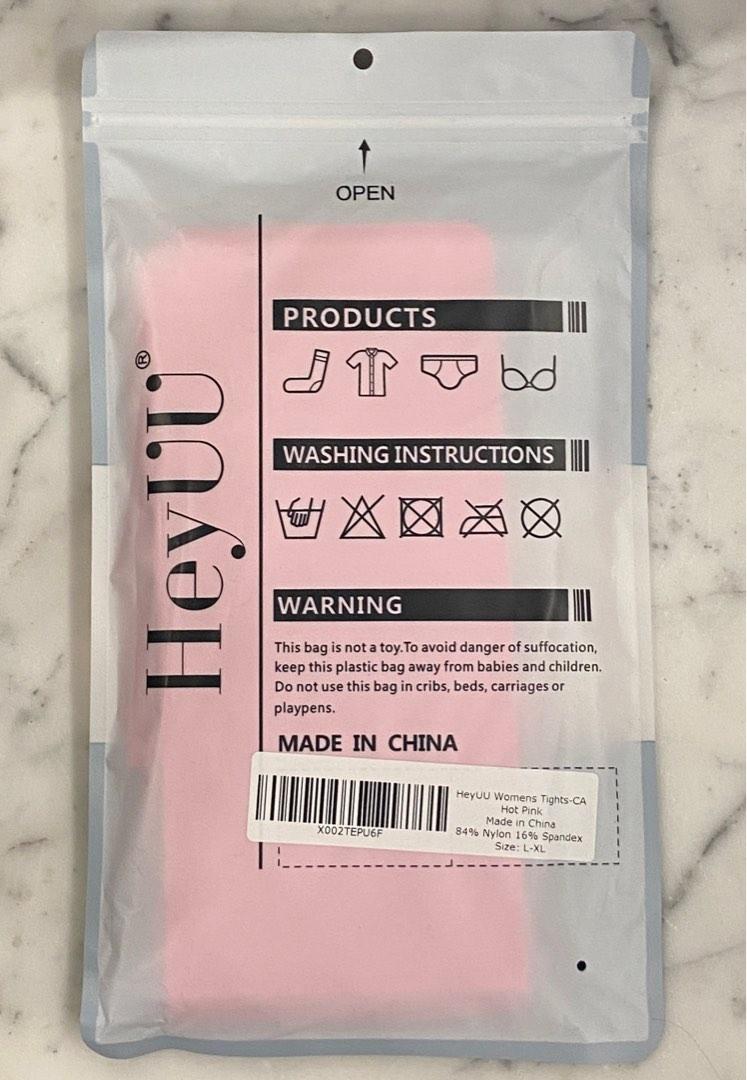 OPEN
HeyUU®
PRODUCTS
WASHING INSTRUCTIONS
WARNING
This bag is not a toy.To avoid danger of suffocation,
keep this plastic bag away from babies and children.
Do not use this bag in cribs, beds, carriages or
playpens.
MADE IN CHINA
X002TEPU6F
HeyUU Womens Tights-CA
Hot Pink
Made in China
84% Nylon 16% Spandex
Size: L-XL